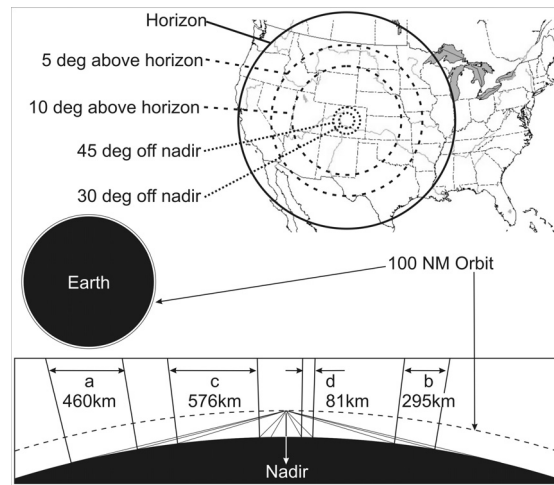 Horizon
5 deg above horizon
10 deg above horizon
45 deg off nadir
30 deg off nadir
Earth
100 NM Orbit
a
460km
c
576km
d
81km
b
295km
Nadir